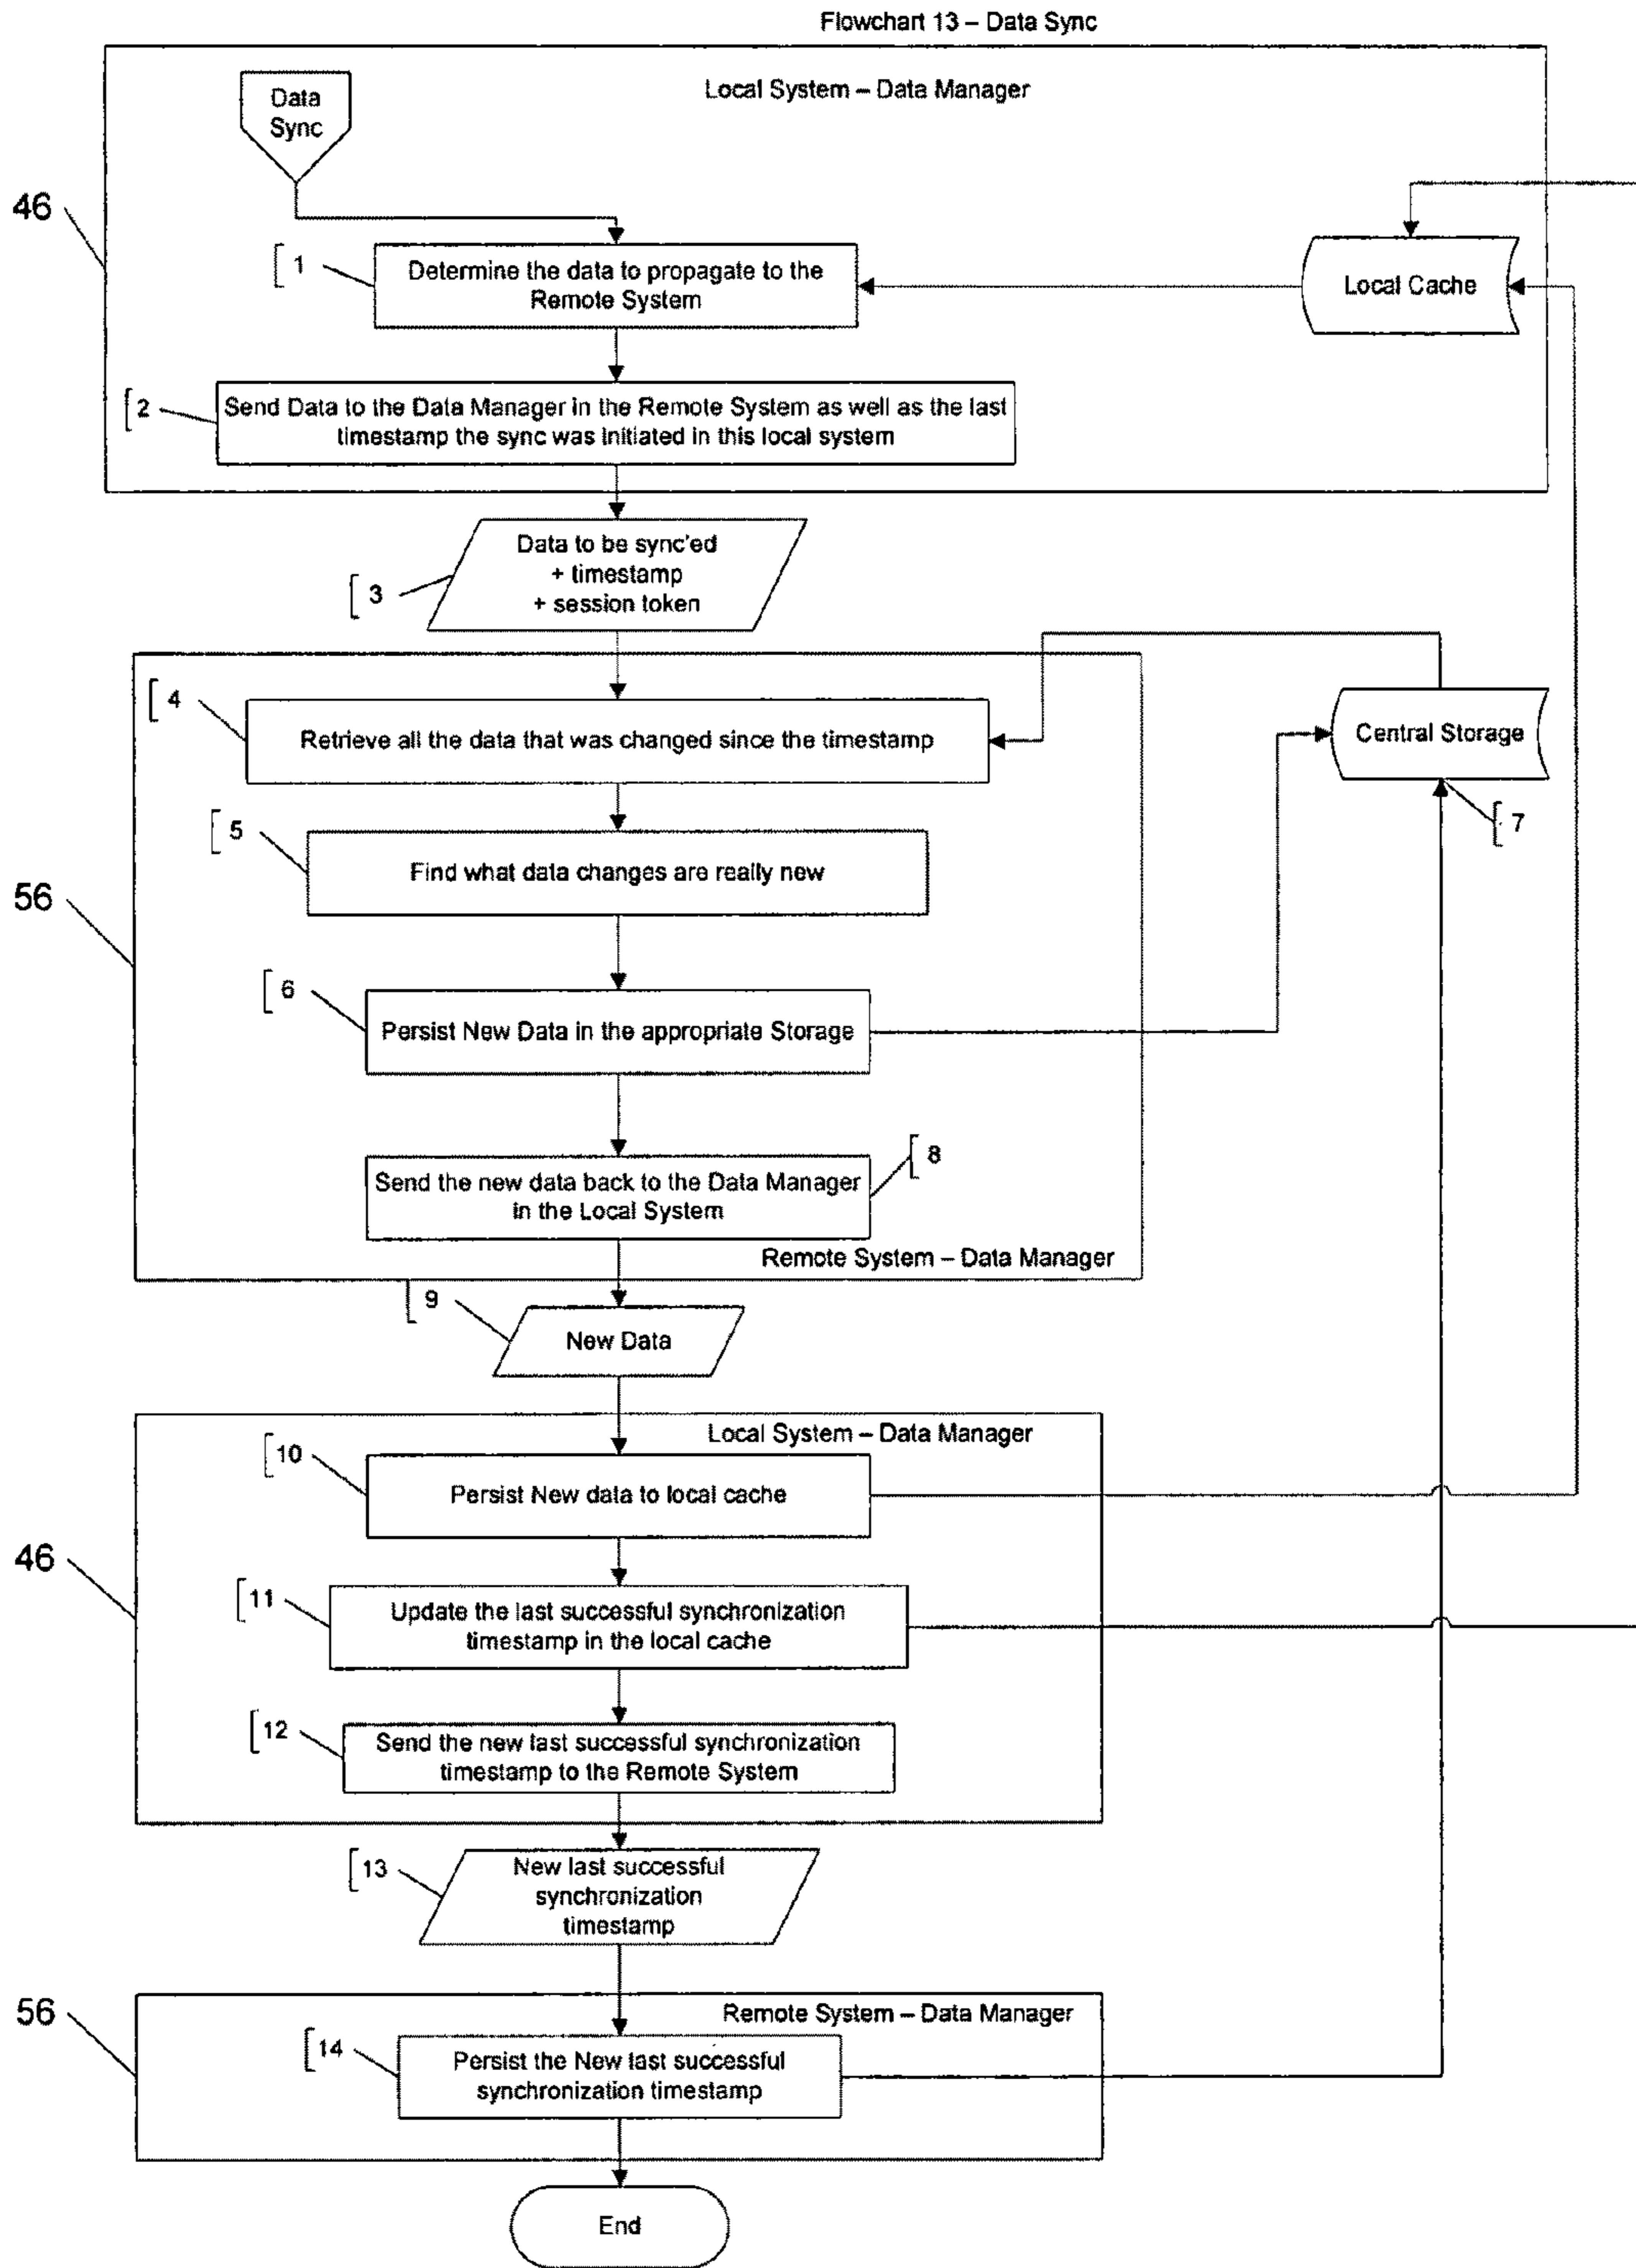 Flowchart 13 – Data Sync
Local System – Data Manager
Data
Sync
46
1
Determine the data to propagate to the
Remote System
Local Cache
2
Send Data to the Data Manager in the Remote System as well as the last
timestamp the sync was initiated in this local system
Data to be sync'ed
+ timestamp
+ session token
3
4
Retrieve all the data that was changed since the timestamp
Central Storage
7
5
Find what data changes are really new
56
6
Persist New Data in the appropriate Storage
8
Send the new data back to the Data Manager
in the Local System
Remote System – Data Manager
9
New Data
Local System – Data Manager
10
Persist New data to local cache
46
11
Update the last successful synchronization
timestamp in the local cache
12
Send the new last successful synchronization
timestamp to the Remote System
13
New last successful
synchronization
timestamp
56
Remote System – Data Manager
14
Persist the New last successful
synchronization timestamp
End